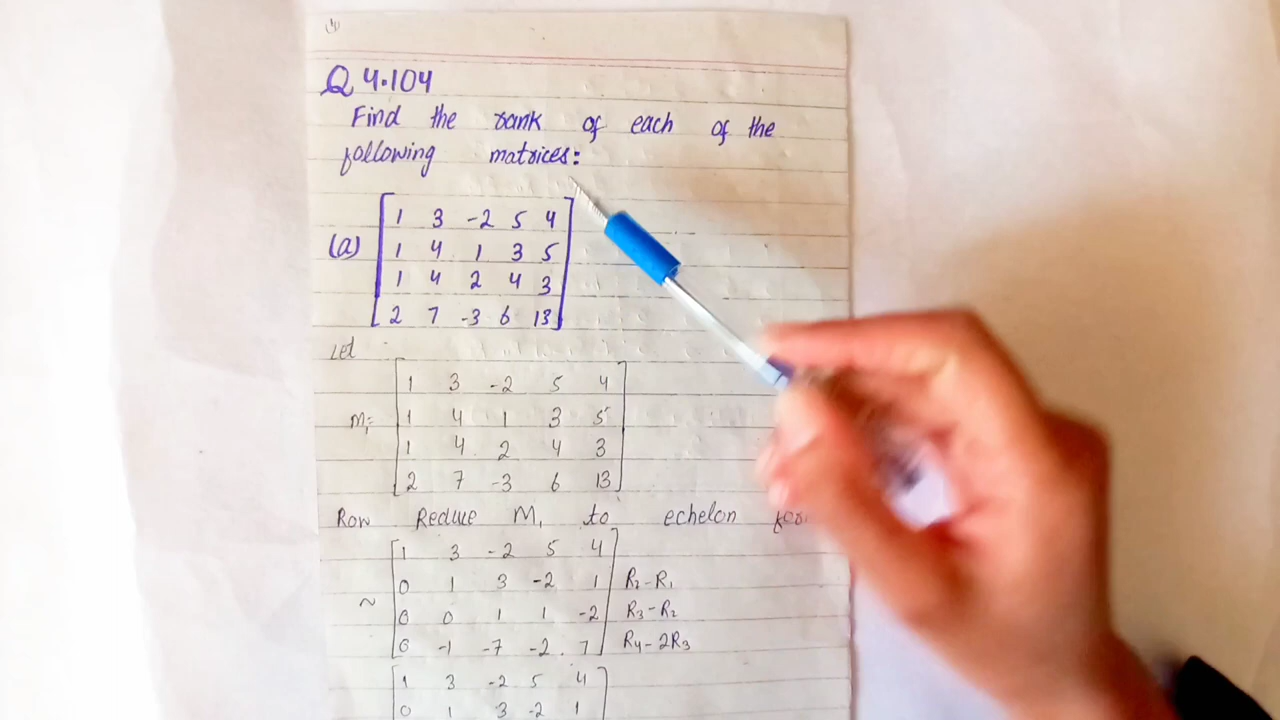 Q 4.104
Find the rank of each of the
following matrices:
(a) [1 3 -2 5 4
1 4 1 3 5
1 4 2 4 3
2 7 -3 6 13]
Let
M₁= [1 3 -2 5 4
1 4 1 3 5
1 4 2 4 3
2 7 -3 6 13]
Row Reduce M₁ to echelon
~ [1 3 -2 5 4
0 1 3 -2 1 R₂-R₁
0 0 1 1 -2 R₃-R₂
0 -1 -7 -2 7] R₄-2R₃
[1 3 -2 5 4
0 1 3 -2 1